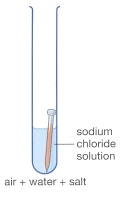 sodium
chloride
solution
air + water + salt